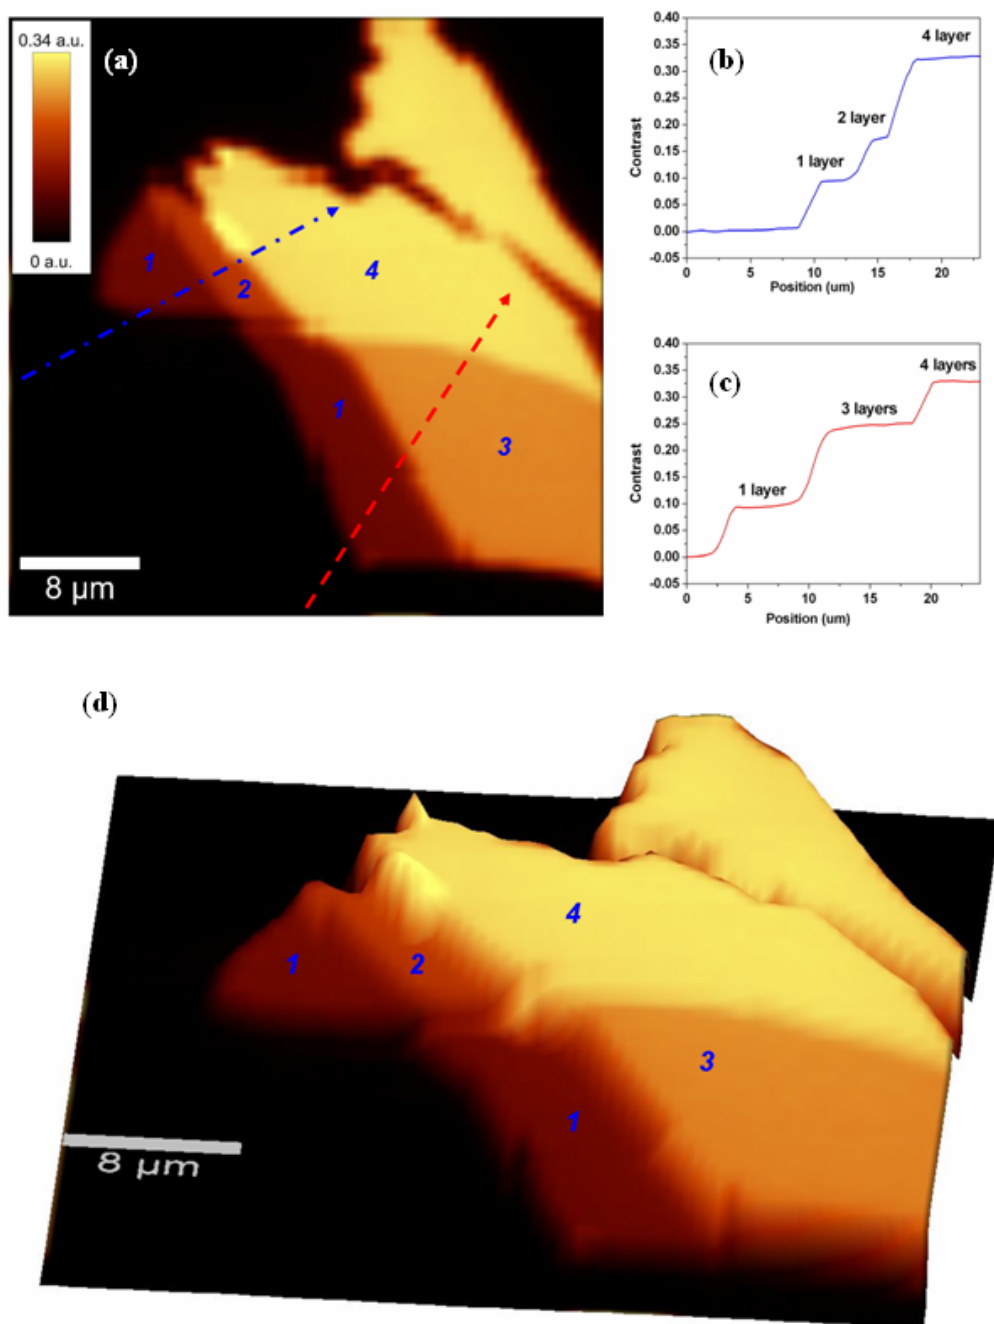 0.34 a.u.
(a)
0 a.u.
1
2
4
1
3
8 µm
(b)
0.40
0.35
0.30
0.25
0.20
0.15
0.10
0.05
0.00
-0.05
Contrast
1 layer
2 layer
4 layer
0 5 10 15 20
Position (um)
(c)
0.40
0.35
0.30
0.25
0.20
0.15
0.10
0.05
0.00
-0.05
Contrast
1 layer
3 layers
4 layers
0 5 10 15 20
Position (um)
(d)
4
1
2
3
1
8 µm